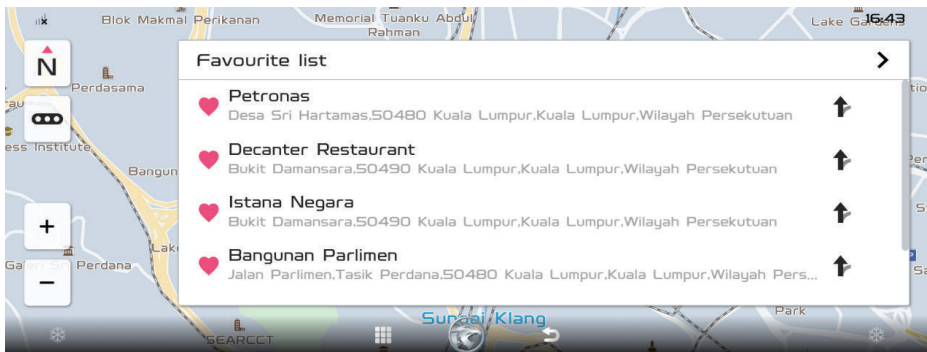 Blok Makmal Perikanan
Memorial Tuanku Abdul
Rahman
Lake Gardens
16:43
N
Perdasama
Favourite list
Petronas
Desa Sri Hartamas,50480 Kuala Lumpur,Kuala Lumpur,Wilayah Persekutuan
Decanter Restaurant
Bukit Damansara,50490 Kuala Lumpur,Kuala Lumpur,Wilayah Persekutuan
ess Institute
Bangun
Istana Negara
Bukit Damansara,50490 Kuala Lumpur,Kuala Lumpur,Wilayah Persekutuan
+
Lake
Bangunan Parlimen
Jalan Parlimen,Tasik Perdana,50480 Kuala Lumpur,Kuala Lumpur,Wilayah Pers...
Galeri Sri Perdana
−
Sungai Klang
Park
SEARCCT